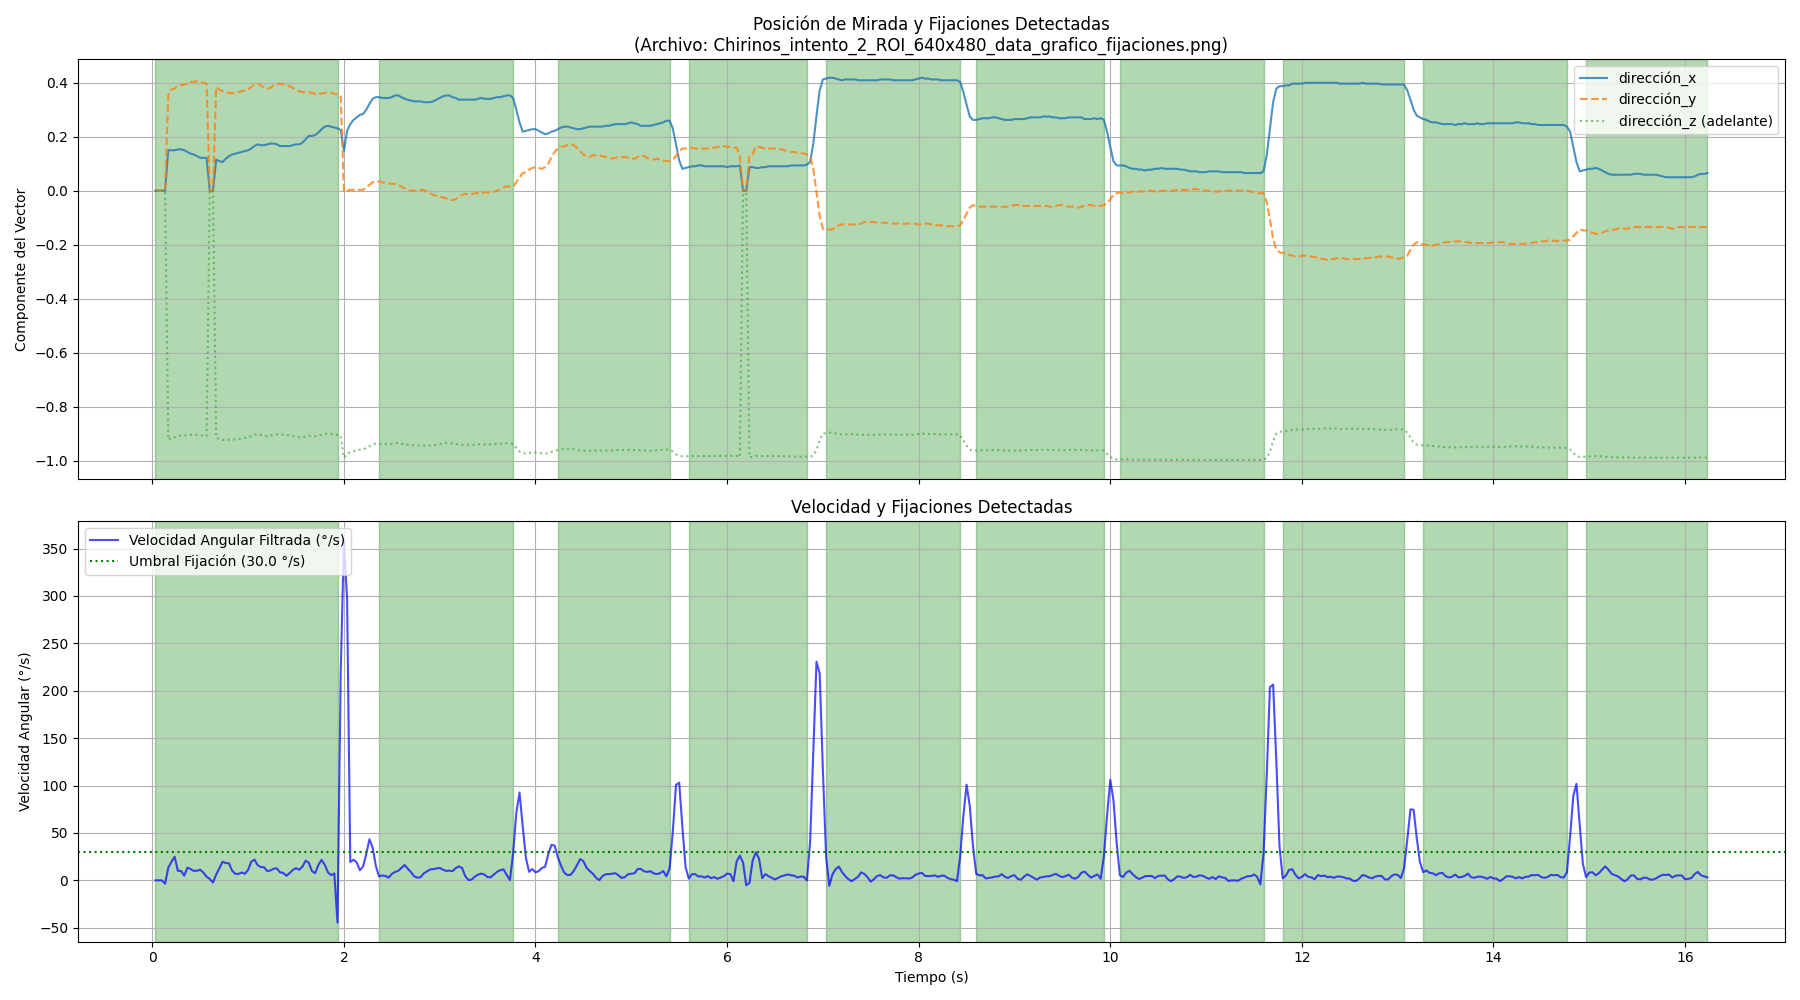 Posición de Mirada y Fijaciones Detectadas
(Archivo: Chirinos_intento_2_ROI_640x480_data_grafico_fijaciones.png)
Componente del Vector
0.4
0.2
0.0
−0.2
−0.4
−0.6
−0.8
−1.0
dirección_x
dirección_y
dirección_z (adelante)
Velocidad y Fijaciones Detectadas
Velocidad Angular (°/s)
350
300
250
200
150
100
50
0
−50
Velocidad Angular Filtrada (°/s)
Umbral Fijación (30.0 °/s)
0 2 4 6 8 10 12 14 16
Tiempo (s)